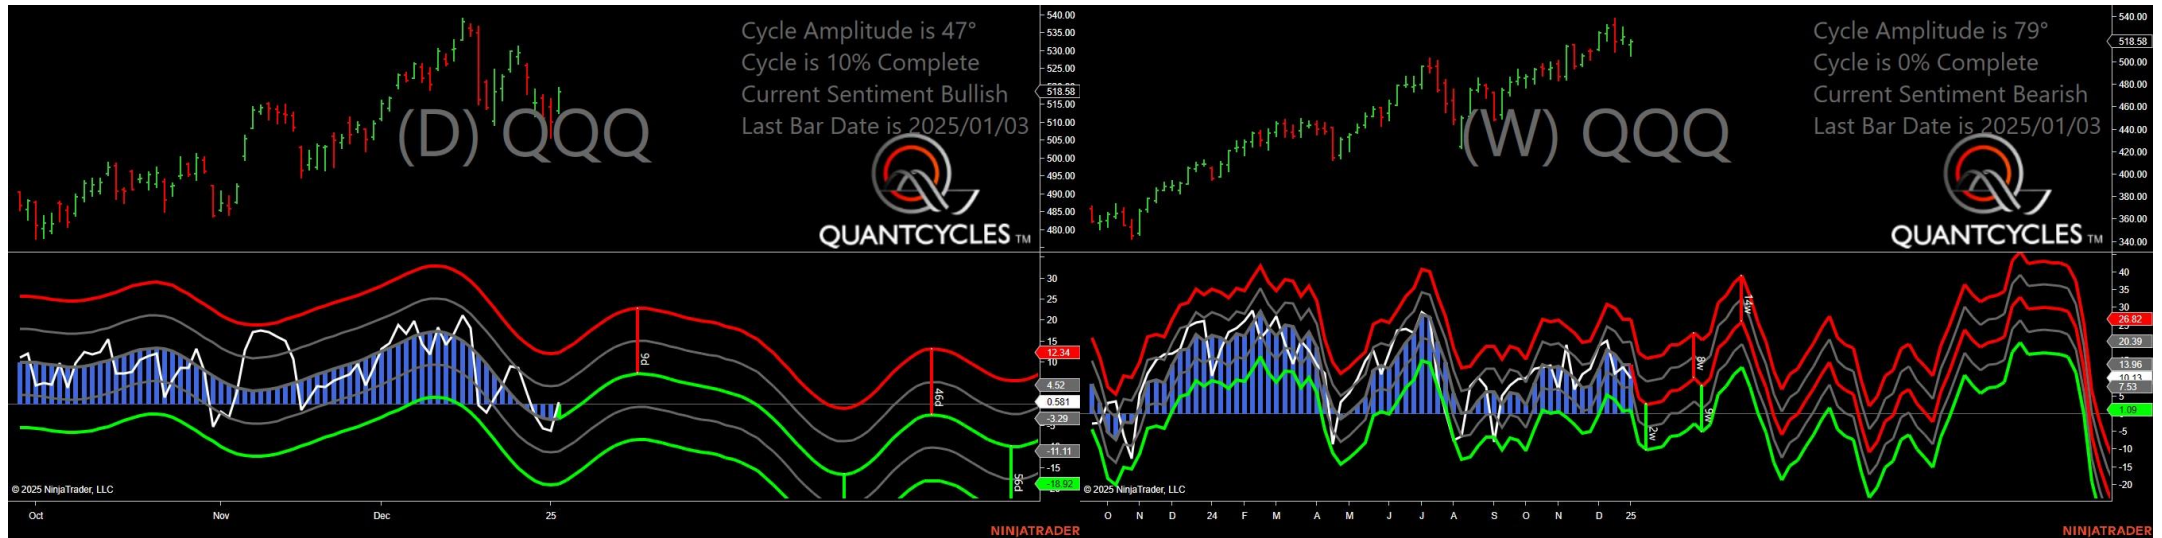 Cycle Amplitude is 47°
Cycle is 10% Complete
Current Sentiment Bullish
Last Bar Date is 2025/01/03
(D) QQQ
QUANTCYCLES TM
540.00
535.00
530.00
525.00
518.58
515.00
510.00
505.00
500.00
495.00
490.00
485.00
480.00
30
25
20
15
12.34
4.52
0.581
-3.29
-11.11
-15
-18.92
9d
46d
56d
© 2025 NinjaTrader, LLC
Oct Nov Dec 25
NINJATRADER
Cycle Amplitude is 79°
Cycle is 0% Complete
Current Sentiment Bearish
Last Bar Date is 2025/01/03
(W) QQQ
QUANTCYCLES TM
540.00
518.58
500.00
480.00
460.00
440.00
420.00
400.00
380.00
360.00
340.00
40
35
30
26.82
20.39
13.96
10.13
7.53
5
1.09
-5
-10
-15
-20
2w
8w
9w
14w
© 2025 NinjaTrader, LLC
O N D 24 F M A M J J A S O N D 25
NINJATRADER